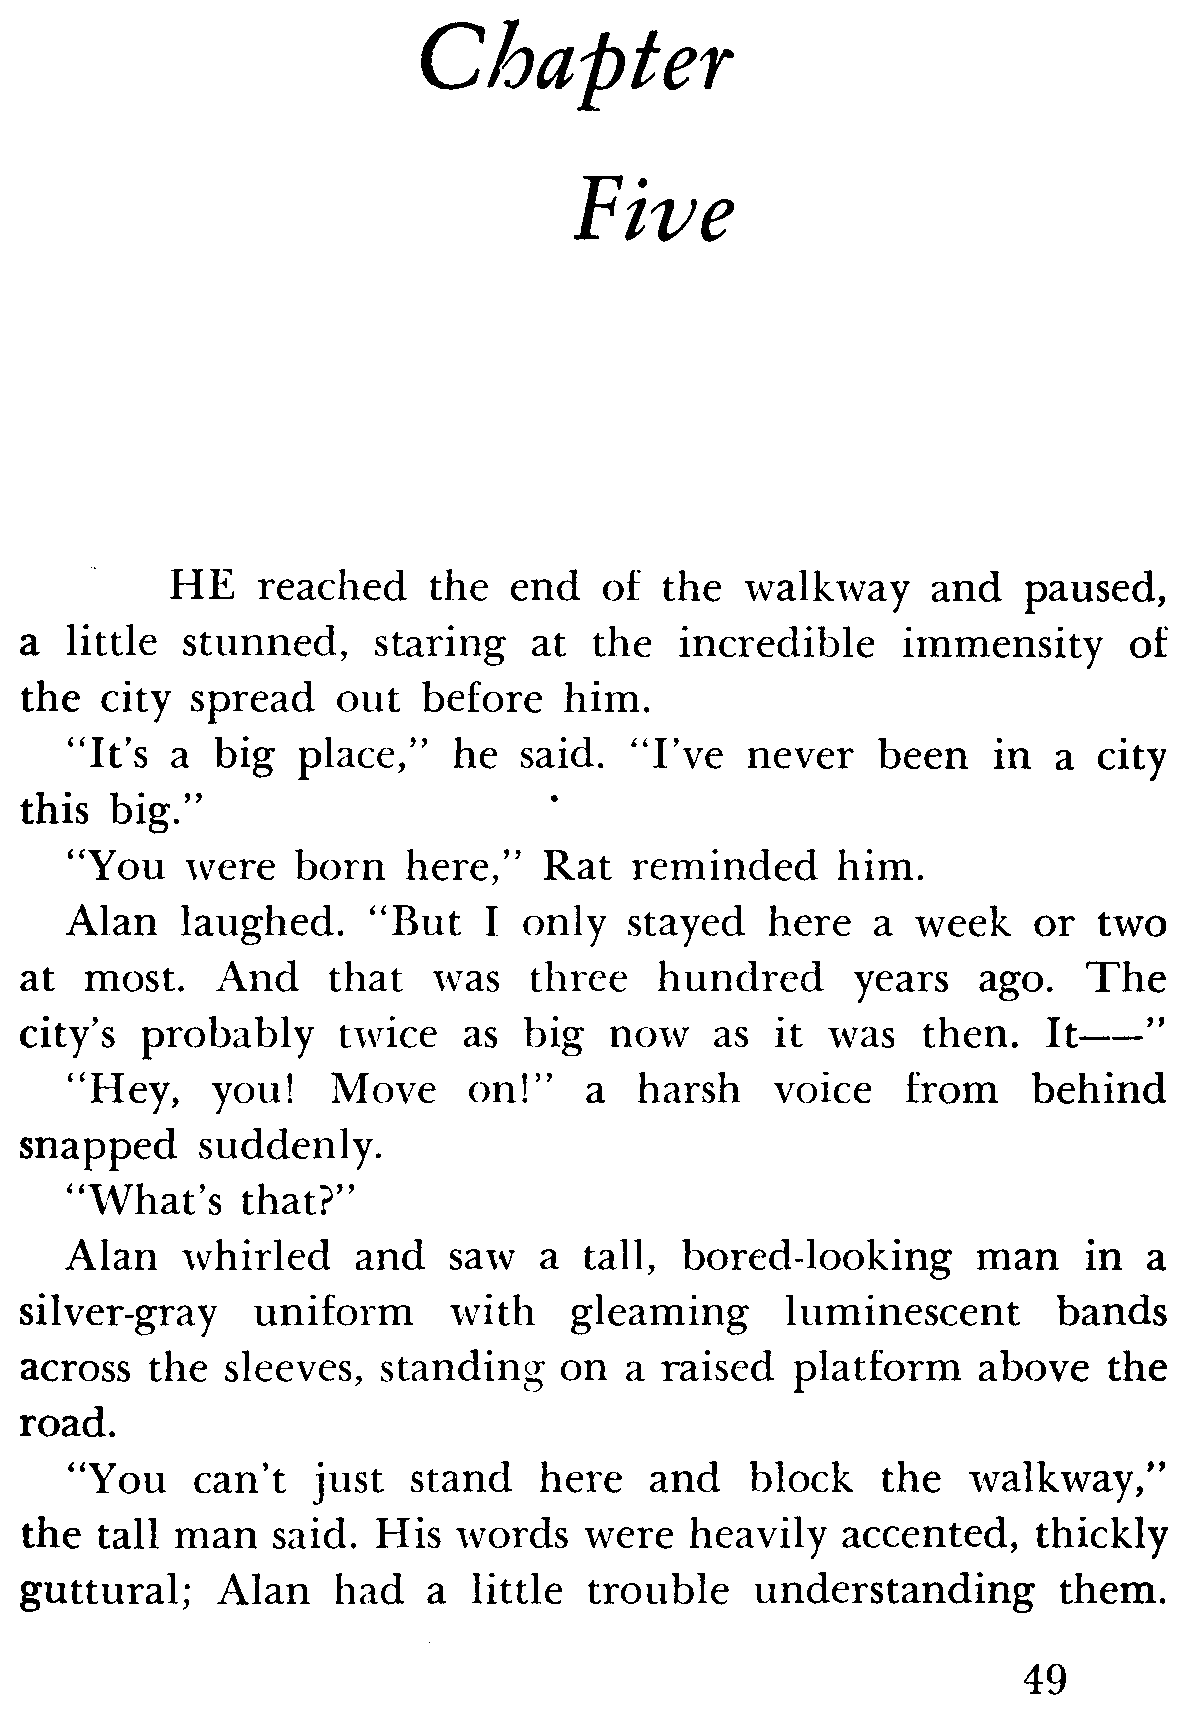 Chapter
Five
HE reached the end of the walkway and paused,
a little stunned, staring at the incredible immensity of
the city spread out before him.
“It’s a big place,” he said. “I’ve never been in a city
this big.”
“You were born here,” Rat reminded him.
Alan laughed. “But I only stayed here a week or two
at most. And that was three hundred years ago. The
city’s probably twice as big now as it was then. It——”
“Hey, you! Move on!” a harsh voice from behind
snapped suddenly.
“What’s that?”
Alan whirled and saw a tall, bored-looking man in a
silver-gray uniform with gleaming luminescent bands
across the sleeves, standing on a raised platform above the
road.
“You can’t just stand here and block the walkway,”
the tall man said. His words were heavily accented, thickly
guttural; Alan had a little trouble understanding them.
49